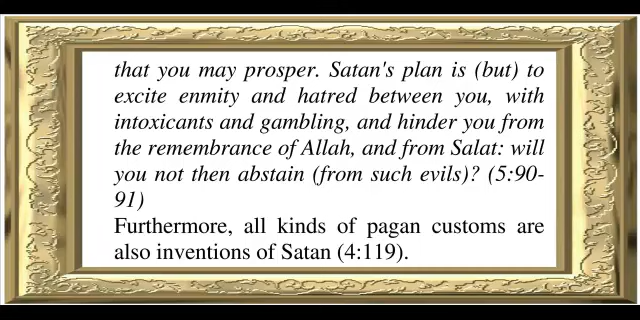 that you may prosper. Satan's plan is (but) to
excite enmity and hatred between you, with
intoxicants and gambling, and hinder you from
the remembrance of Allah, and from Salat: will
you not then abstain (from such evils)? (5:90-
91)
Furthermore, all kinds of pagan customs are
also inventions of Satan (4:119).